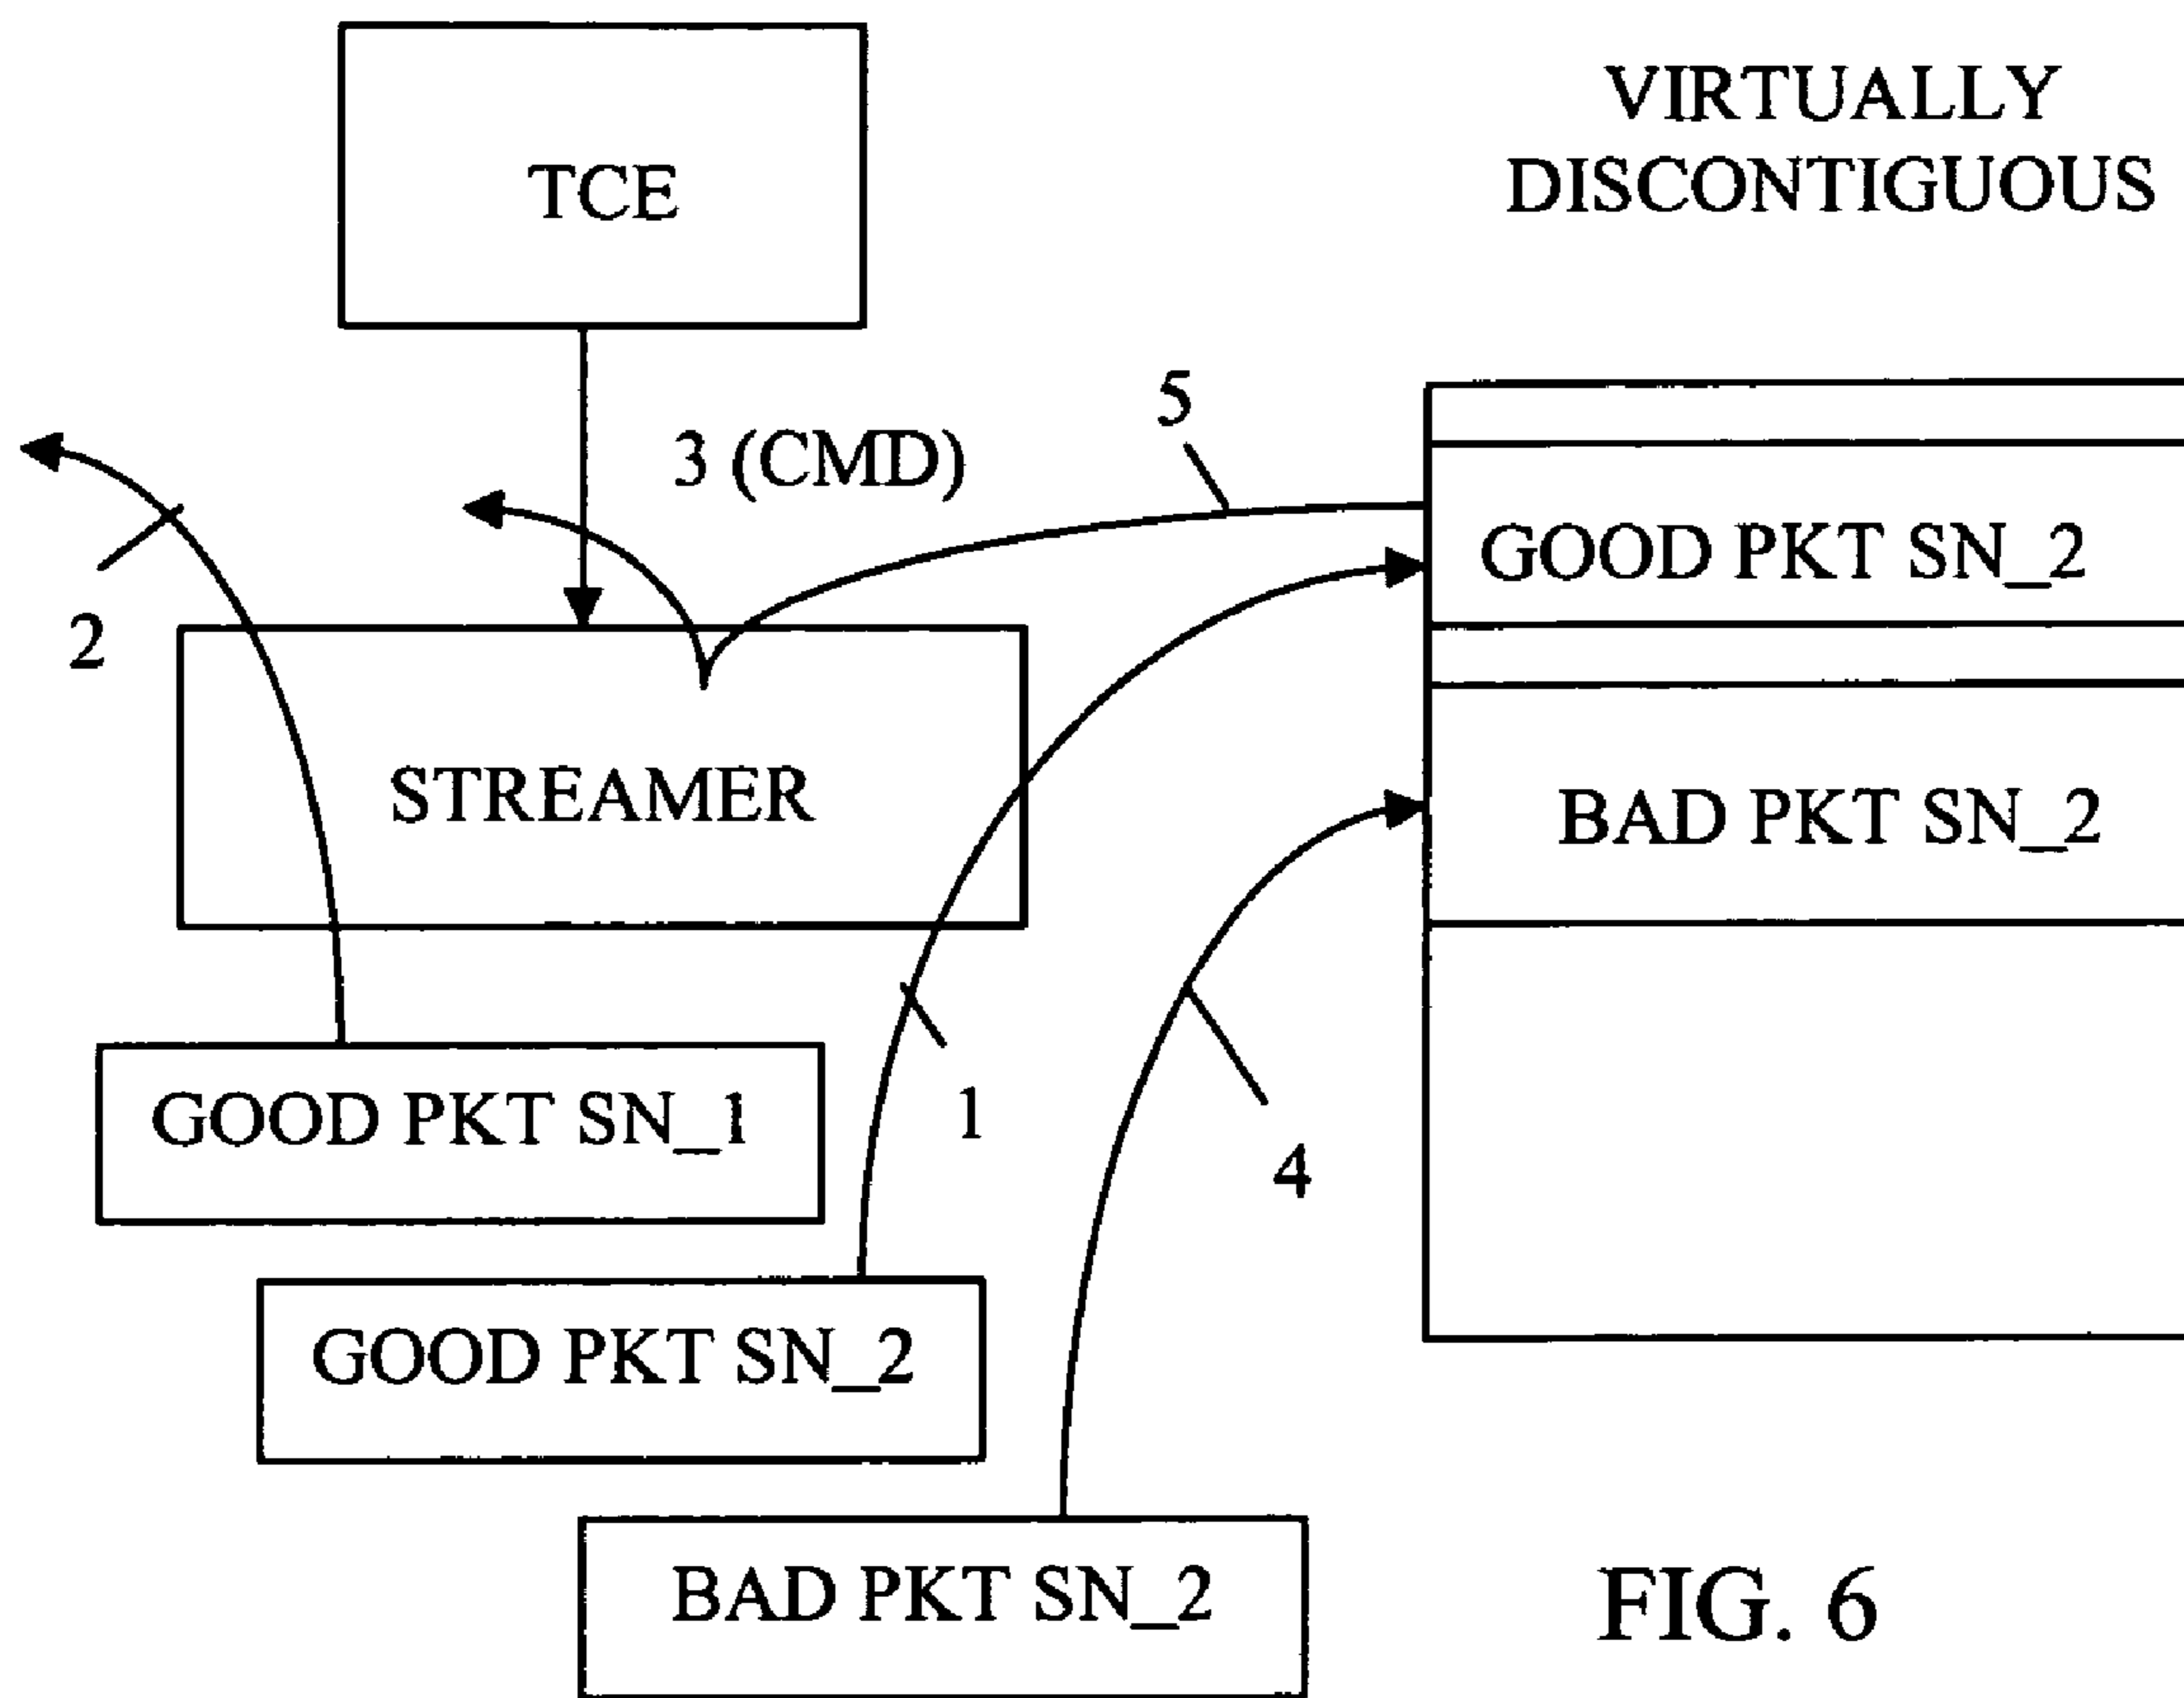 TCE
VIRTUALLY
DISCONTIGUOUS
5
3 (CMD)
2
GOOD PKT SN_2
STREAMER
BAD PKT SN_2
GOOD PKT SN_1
1
4
GOOD PKT SN_2
BAD PKT SN_2
FIG. 6